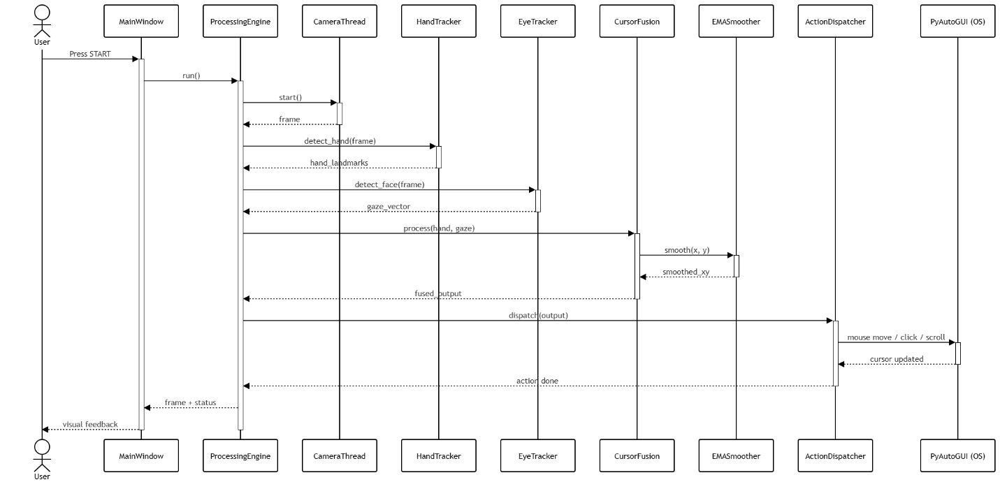 MainWindow
ProcessingEngine
CameraThread
HandTracker
EyeTracker
CursorFusion
EMASmoother
ActionDispatcher
PyAutoGUI (OS)
User
Press START
run()
start()
frame
detect_hand(frame)
hand_landmarks
detect_face(frame)
gaze_vector
process(hand, gaze)
smooth(x, y)
smoothed_xy
fused_output
dispatch(output)
mouse move / click / scroll
cursor updated
action done
frame + status
visual feedback
MainWindow
ProcessingEngine
CameraThread
HandTracker
EyeTracker
CursorFusion
EMASmoother
ActionDispatcher
PyAutoGUI (OS)
User